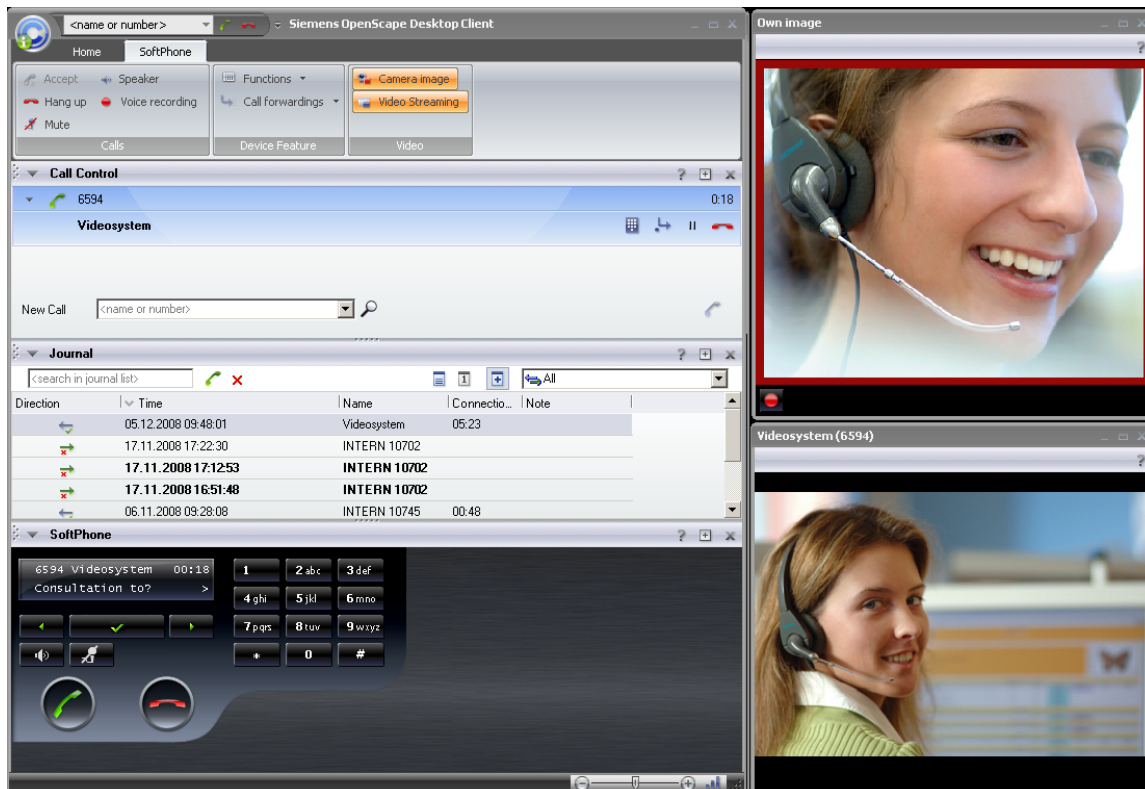 <name or number>
Siemens OpenScape Desktop Client
Home SoftPhone
Accept Speaker Functions Camera image
Hang up Voice recording Call forwardings Video Streaming
Mute
Calls Device Feature Video
Call Control ?
6594 0:18
Videosystem
New Call <name or number>
Journal ?
<search in journal list> 1 All
Direction Time Name Connectio... Note
05.12.2008 09:48:01 Videosystem 05:23
17.11.2008 17:22:30 INTERN 10702
17.11.2008 17:12:53 INTERN 10702
17.11.2008 16:51:48 INTERN 10702
06.11.2008 09:28:08 INTERN 10745 00:48
SoftPhone ?
6594 Videosystem 00:18
Consultation to? >
1 2 abc 3 def
4 ghi 5 jkl 6 mno
7 pqrs 8 tuv 9 wxyz
* 0 #
Own image
?
Videosystem (6594)
?